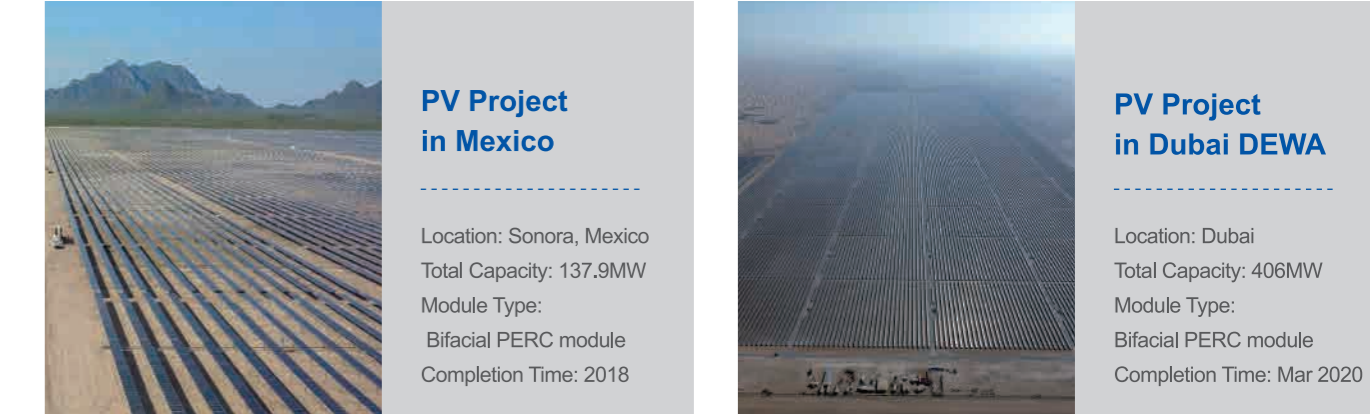 PV Project
in Mexico
Location: Sonora, Mexico
Total Capacity: 137.9MW
Module Type:
Bifacial PERC module
Completion Time: 2018
PV Project
in Dubai DEWA
Location: Dubai
Total Capacity: 406MW
Module Type:
Bifacial PERC module
Completion Time: Mar 2020